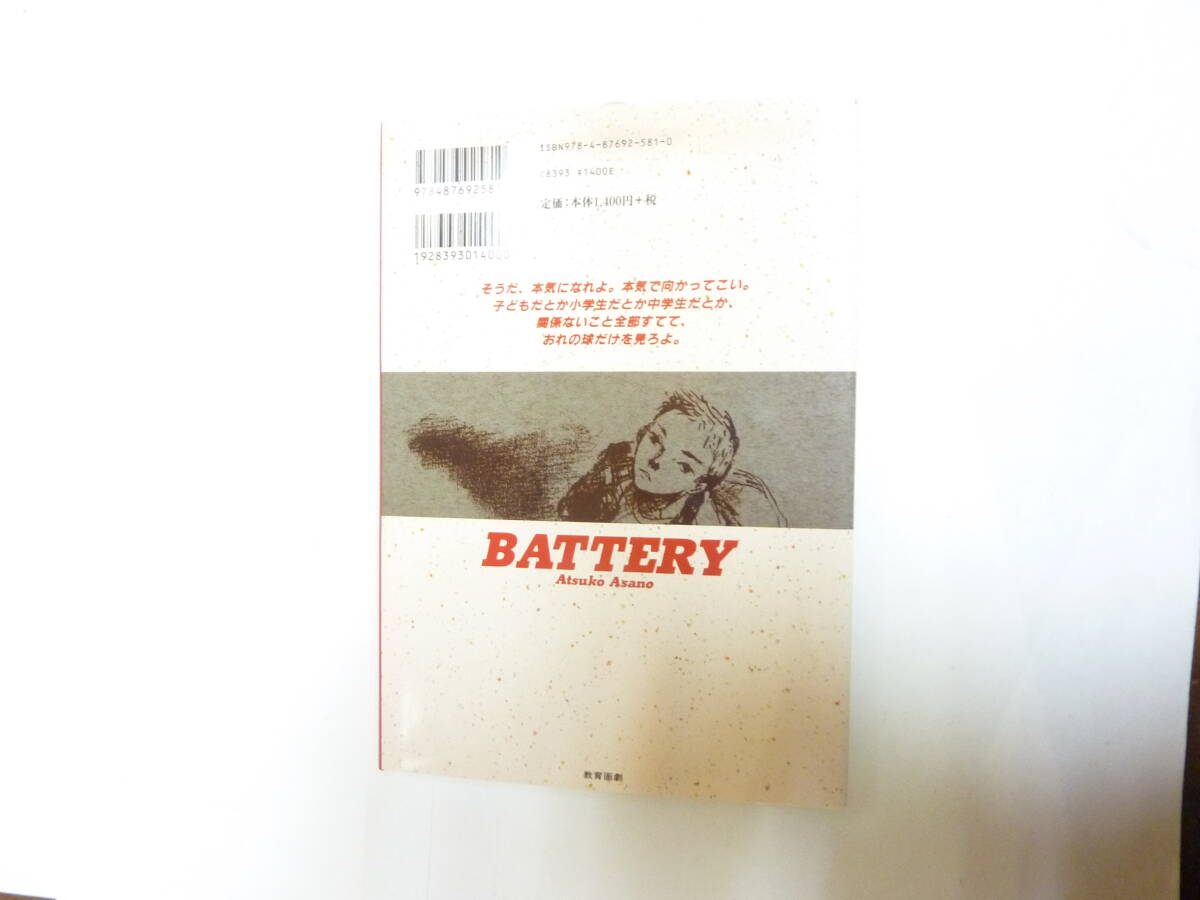 ISBN978-4-87692-581-0
C8393 ¥1400E
定価：本体1,400円＋税
978487692581
1928393014000
そうだ、本気になれよ。本気で向かってこい。
子どもだとか小学生だとか中学生だとか、
関係ないこと全部すてて、
おれの球だけを見ろよ。
BATTERY
Atsuko Asano
教育画劇